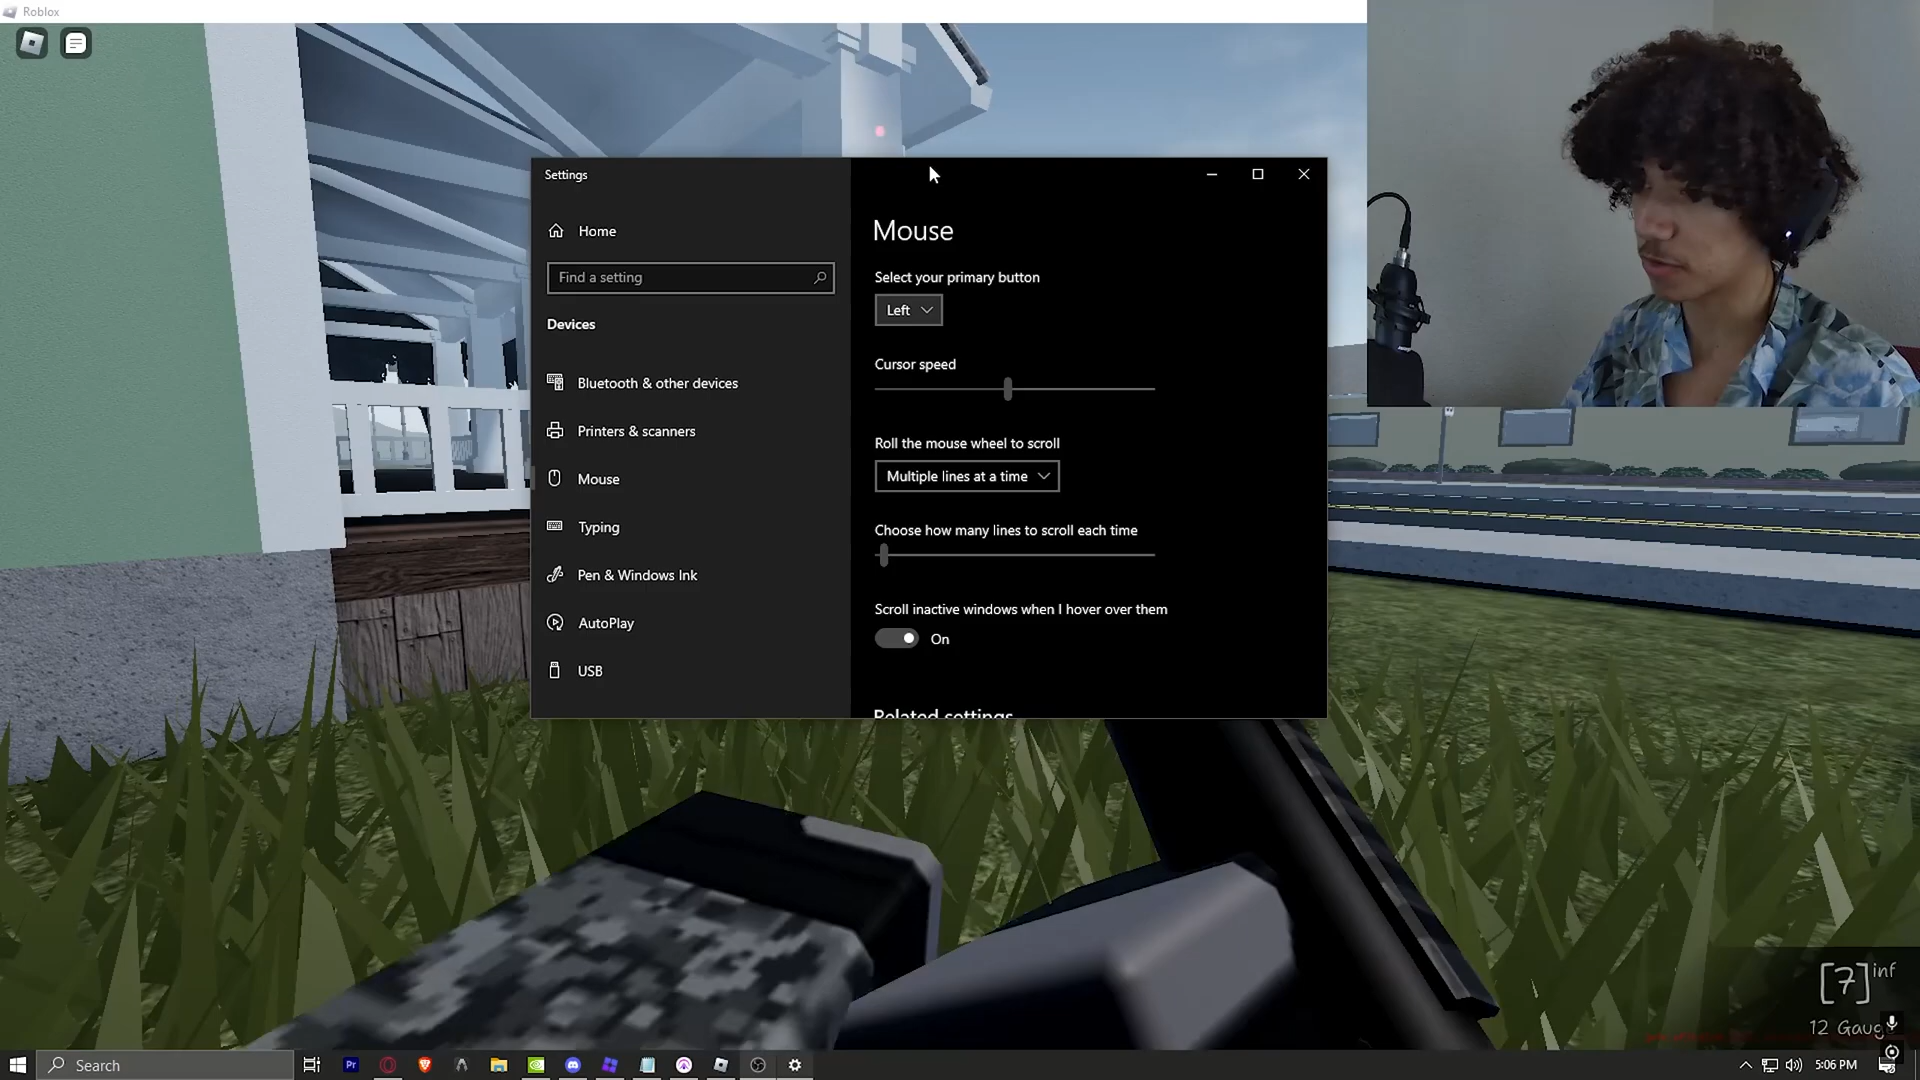 Roblox
Settings
Home
Find a setting
Devices
Bluetooth & other devices
Printers & scanners
Mouse
Typing
Pen & Windows Ink
AutoPlay
USB
Mouse
Select your primary button
Left
Cursor speed
Roll the mouse wheel to scroll
Multiple lines at a time
Choose how many lines to scroll each time
Scroll inactive windows when I hover over them
On
Related settings
[7] inf
12 Gauge
Search
Pr
5:06 PM